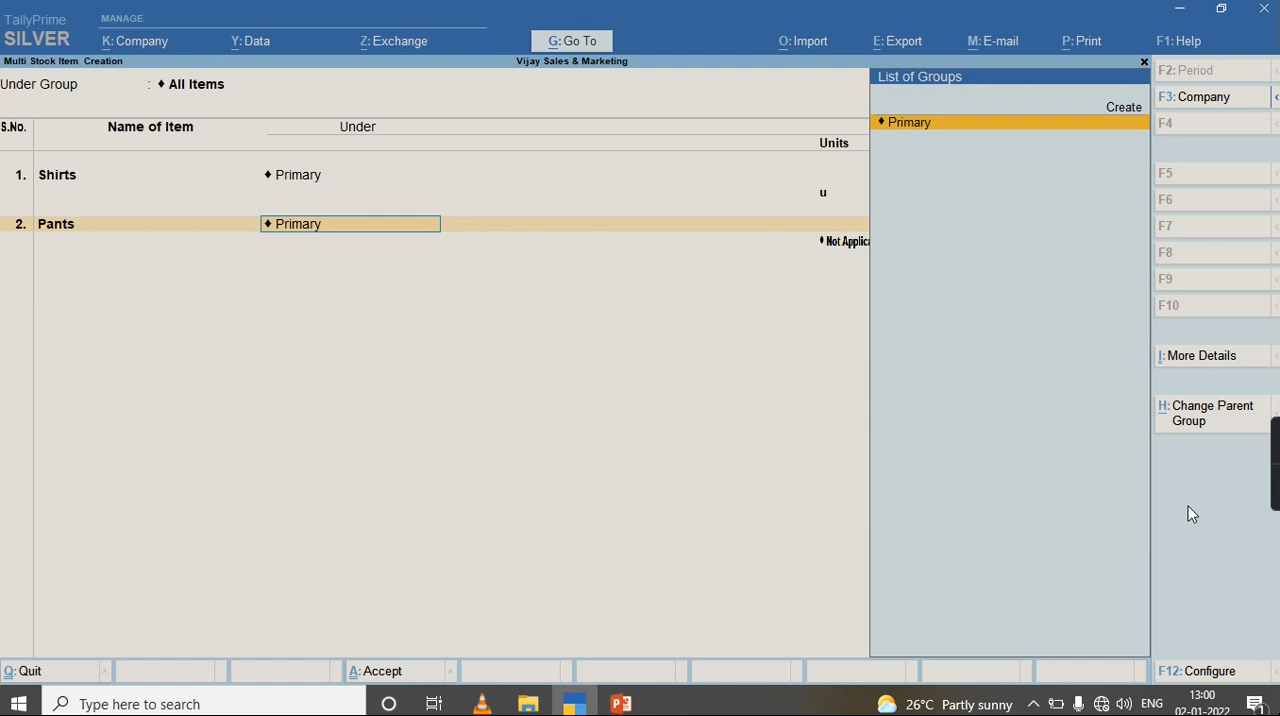 TallyPrime
MANAGE
SILVER
K: Company
Y: Data
Z: Exchange
G: Go To
O: Import
E: Export
M: E-mail
P: Print
F1: Help
Multi Stock Item Creation
Vijay Sales & Marketing
Under Group : ♦ All Items
S.No.
Name of Item
Under
Units
1. Shirts ♦ Primary
u
2. Pants ♦ Primary
♦ Not Applica
List of Groups
Create
♦ Primary
F2: Period
F3: Company
F4
F5
F6
F7
F8
F9
F10
I: More Details
H: Change Parent
Group
Q: Quit
A: Accept
F12: Configure
Type here to search
26°C Partly sunny
ENG
13:00
02-01-2022
1